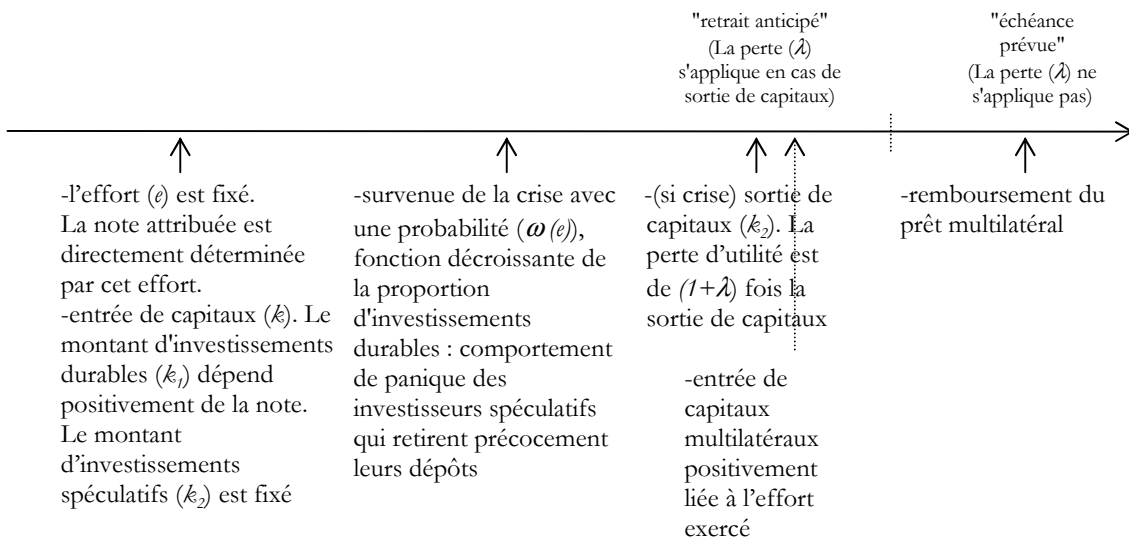 "retrait anticipé"
(La perte (λ)
s'applique en cas de
sortie de capitaux)
"échéance
prévue"
(La perte (λ) ne
s'applique pas)
-l'effort (e) est fixé.
La note attribuée est
directement déterminée
par cet effort.
-entrée de capitaux (k). Le
montant d'investissements
durables (k₁) dépend
positivement de la note.
Le montant
d'investissements
spéculatifs (k₂) est fixé
-survenue de la crise avec
une probabilité (ω(e)),
fonction décroissante de
la proportion
d'investissements
durables : comportement
de panique des
investisseurs spéculatifs
qui retirent précocement
leurs dépôts
-(si crise) sortie de
capitaux (k₂). La
perte d'utilité est
de (1+λ) fois la
sortie de capitaux
-entrée de
capitaux
multilatéraux
positivement
liée à l'effort
exercé
-remboursement du
prêt multilatéral